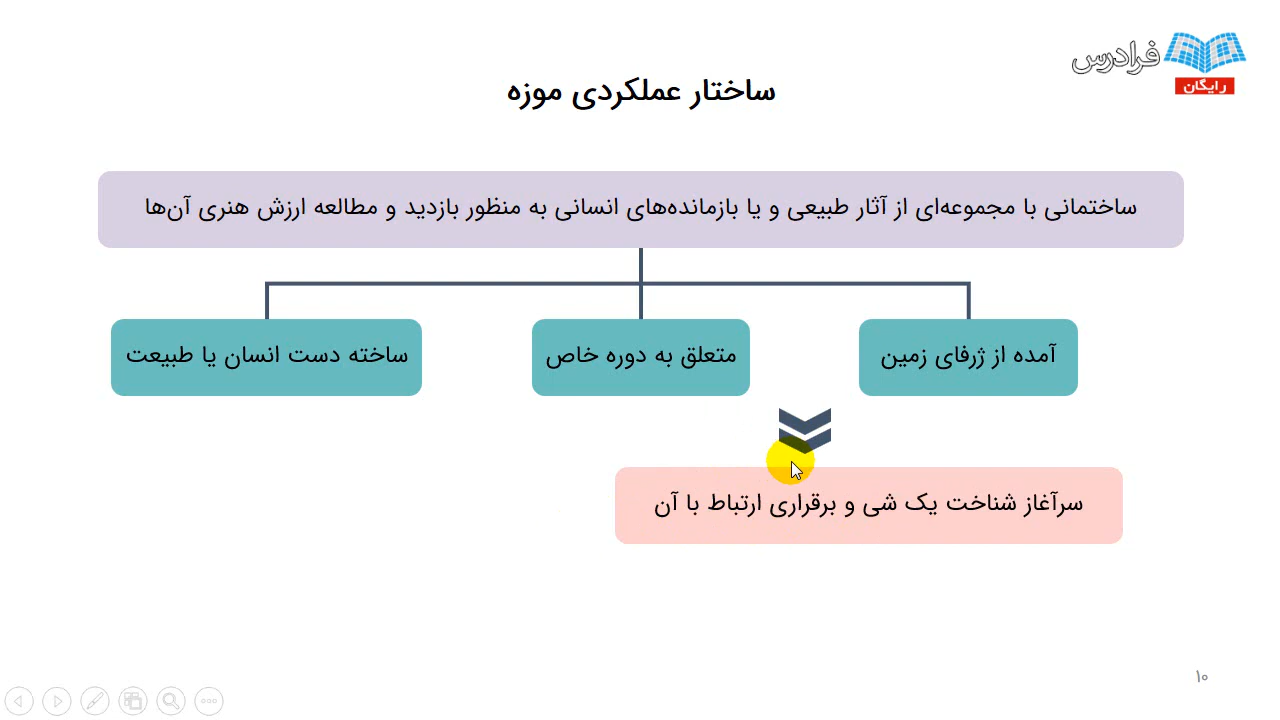 فرادرس
رایگان
ساختار عملکردی موزه
ساختمانی با مجموعه‌ای از آثار طبیعی و یا بازمانده‌های انسانی به منظور بازدید و مطالعه ارزش هنری آن‌ها
آمده از ژرفای زمین
متعلق به دوره خاص
ساخته دست انسان یا طبیعت
سرآغاز شناخت یک شی و برقراری ارتباط با آن
۱۰